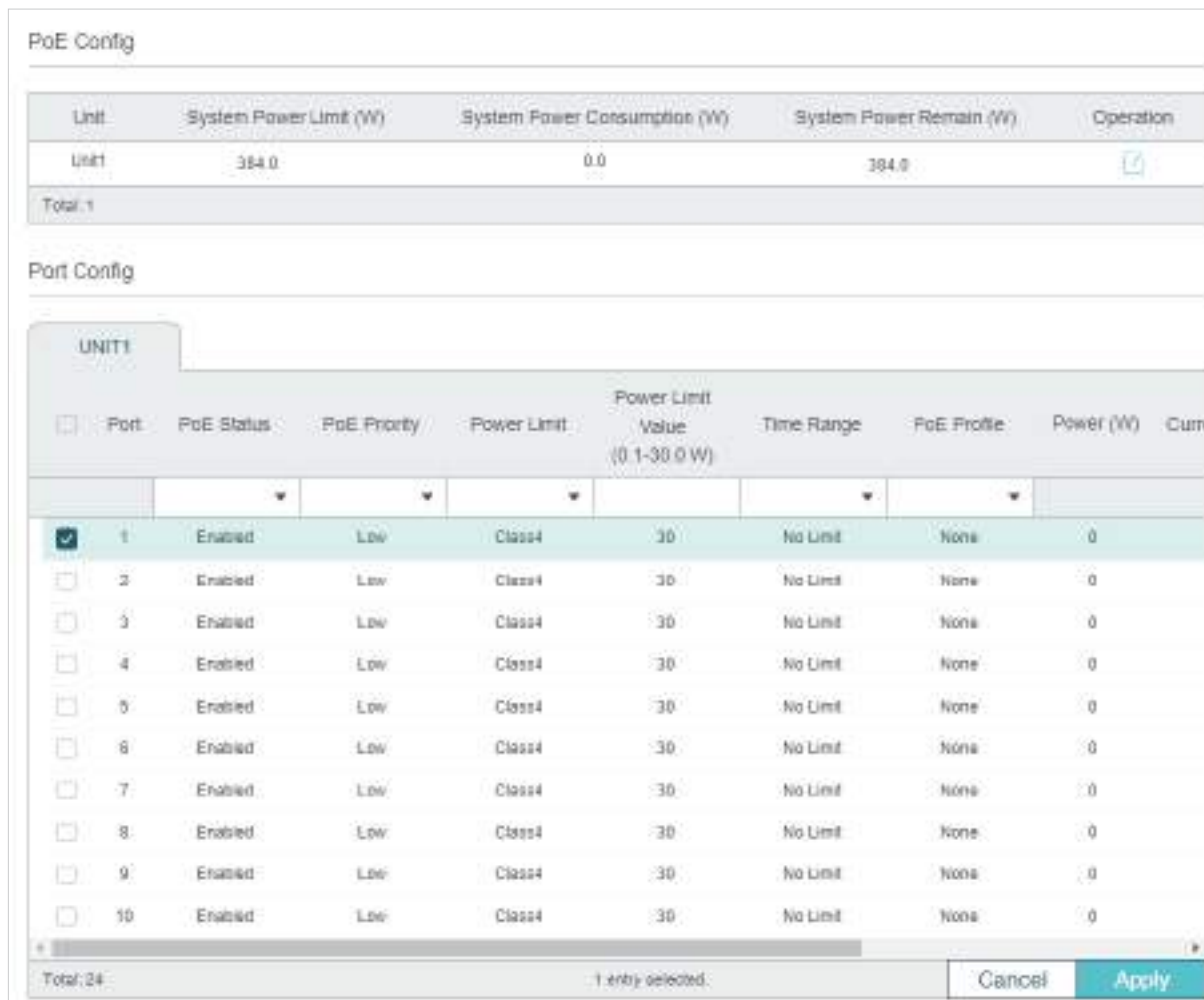 PoE Config
Unit System Power Limit (W) System Power Consumption (W) System Power Remain (W) Operation
Unit1 384.0 0.0 384.0
Total: 1
Port Config
UNIT1
Port PoE Status PoE Priority Power Limit Power Limit Value (0.1-30.0 W) Time Range PoE Profile Power (W) Curre
1 Enabled Low Class4 30 No Limit None 0
2 Enabled Low Class4 30 No Limit None 0
3 Enabled Low Class4 30 No Limit None 0
4 Enabled Low Class4 30 No Limit None 0
5 Enabled Low Class4 30 No Limit None 0
6 Enabled Low Class4 30 No Limit None 0
7 Enabled Low Class4 30 No Limit None 0
8 Enabled Low Class4 30 No Limit None 0
9 Enabled Low Class4 30 No Limit None 0
10 Enabled Low Class4 30 No Limit None 0
Total: 24 1 entry selected. Cancel Apply